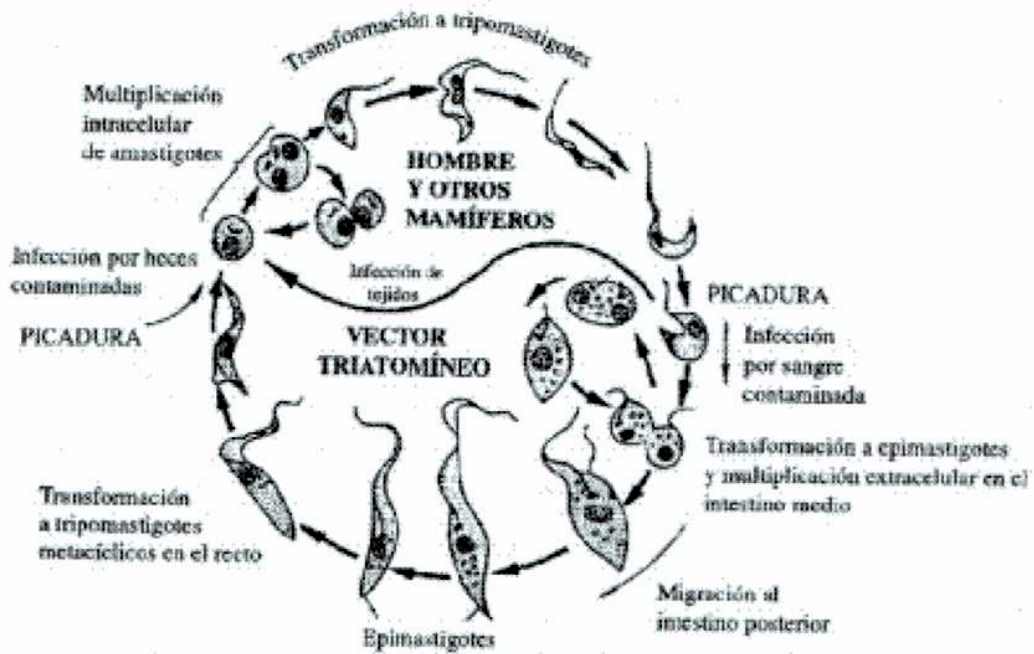 Transformación a tripomastigotes
Multiplicación
intracelular
de amastigotes
HOMBRE
Y OTROS
MAMÍFEROS
Infección por heces
contaminadas
PICADURA
Infección de
tejidos
VECTOR
TRIATOMÍNEO
PICADURA
Infección
por sangre
contaminada
Transformación a epimastigotes
y multiplicación extracelular en el
intestino medio
Transformación
a tripomastigotes
metacíclicos en el recto
Migración al
intestino posterior
Epimastigotes